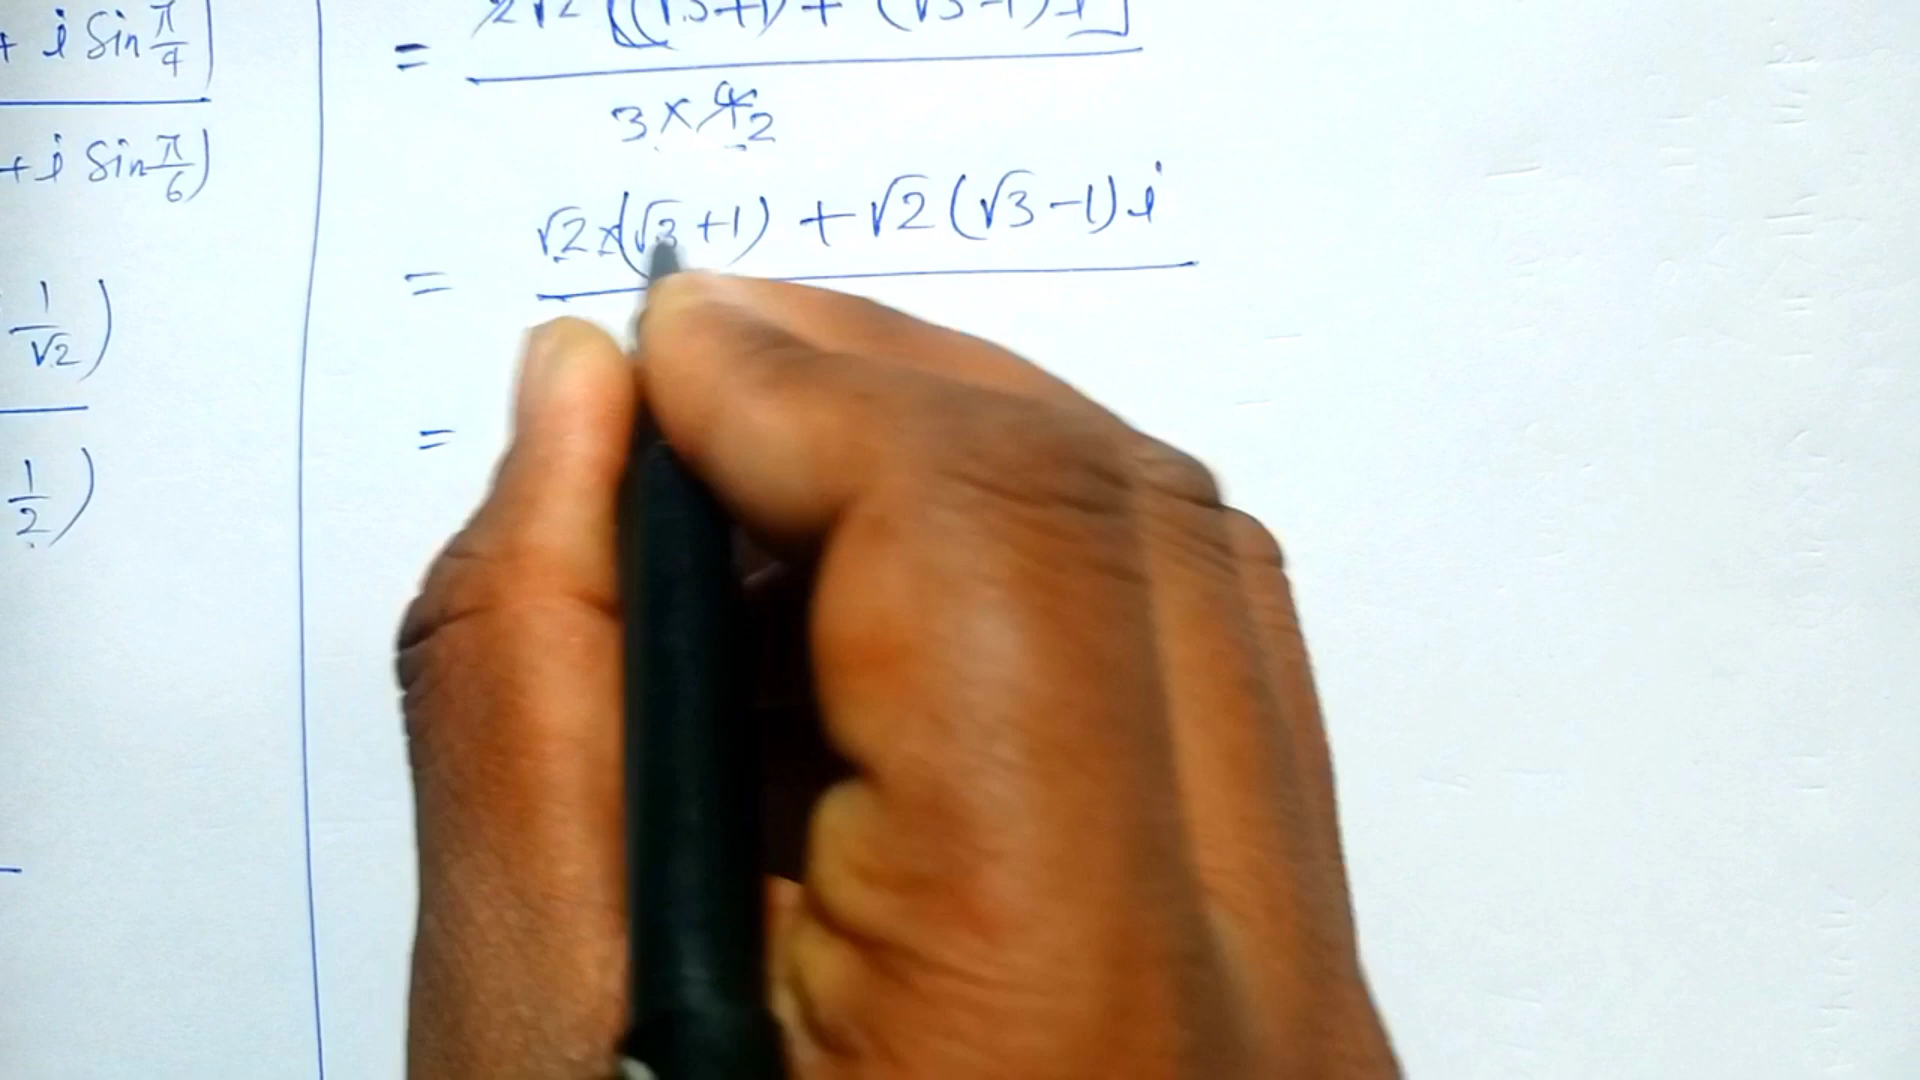 + i Sin π/4]
+ i Sin π/6)
1/√2)
1/2)
= 2√2 [(√3+1) + (√3-1)i]
3 × 4 2
= √2×(√3+1) + √2(√3-1)i
=